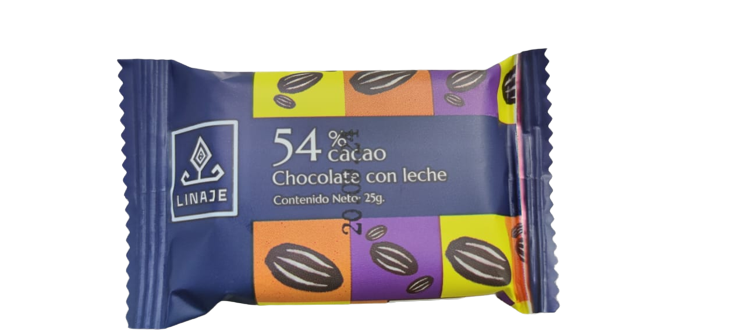 LINAJE
54 %
cacao
Chocolate con leche
Contenido Neto: 25g.